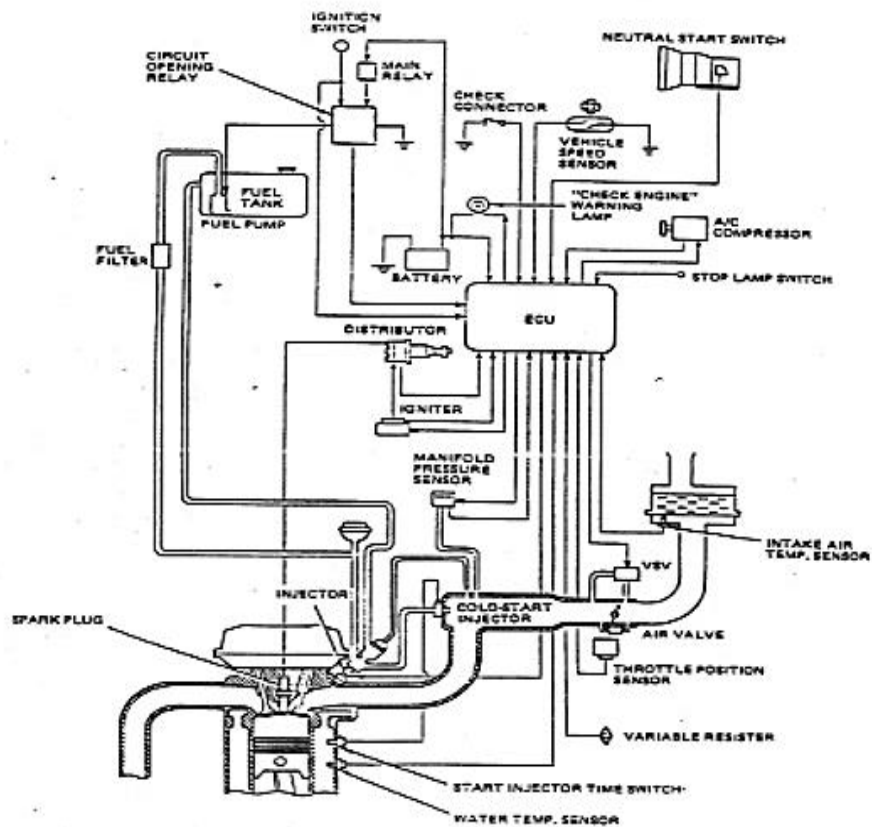 IGNITION
SWITCH
NEUTRAL START SWITCH
CIRCUIT
OPENING
RELAY
MAIN
RELAY
CHECK
CONNECTOR
VEHICLE
SPEED
SENSOR
FUEL
TANK
FUEL PUMP
"CHECK ENGINE"
WARNING
LAMP
A/C
COMPRESSOR
FUEL
FILTER
BATTERY
STOP LAMP SWITCH
ECU
DISTRIBUTOR
IGNITER
MANIFOLD
PRESSURE
SENSOR
INTAKE AIR
TEMP. SENSOR
VSV
INJECTOR
COLD-START
INJECTOR
SPARK PLUG
AIR VALVE
THROTTLE POSITION
SENSOR
VARIABLE RESISTER
START INJECTOR TIME SWITCH
WATER TEMP. SENSOR